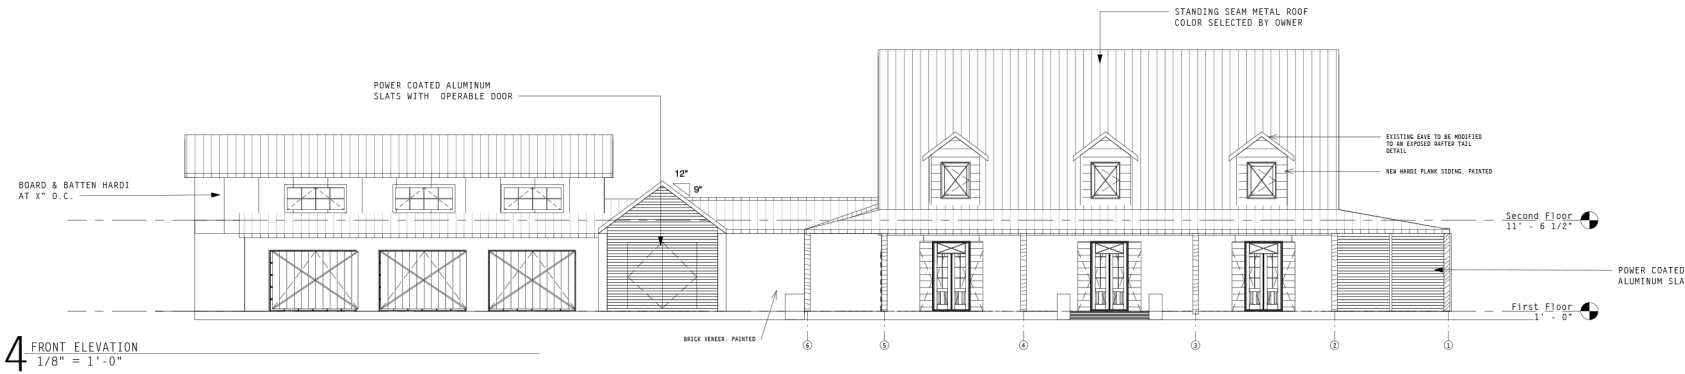 STANDING SEAM METAL ROOF
COLOR SELECTED BY OWNER
POWER COATED ALUMINUM
SLATS WITH OPERABLE DOOR
EXISTING EAVE TO BE MODIFIED
TO AN EXPOSED RAFTER TAIL
DETAIL
12"
9"
NEW HARDI PLANK SIDING. PAINTED
BOARD & BATTEN HARDI
AT X" O.C.
Second Floor
11' - 6 1/2"
POWER COATED
ALUMINUM SLA
First Floor
1' - 0"
BRICK VENEER. PAINTED
6
5
4
3
2
1
4 FRONT ELEVATION
1/8" = 1'-0"